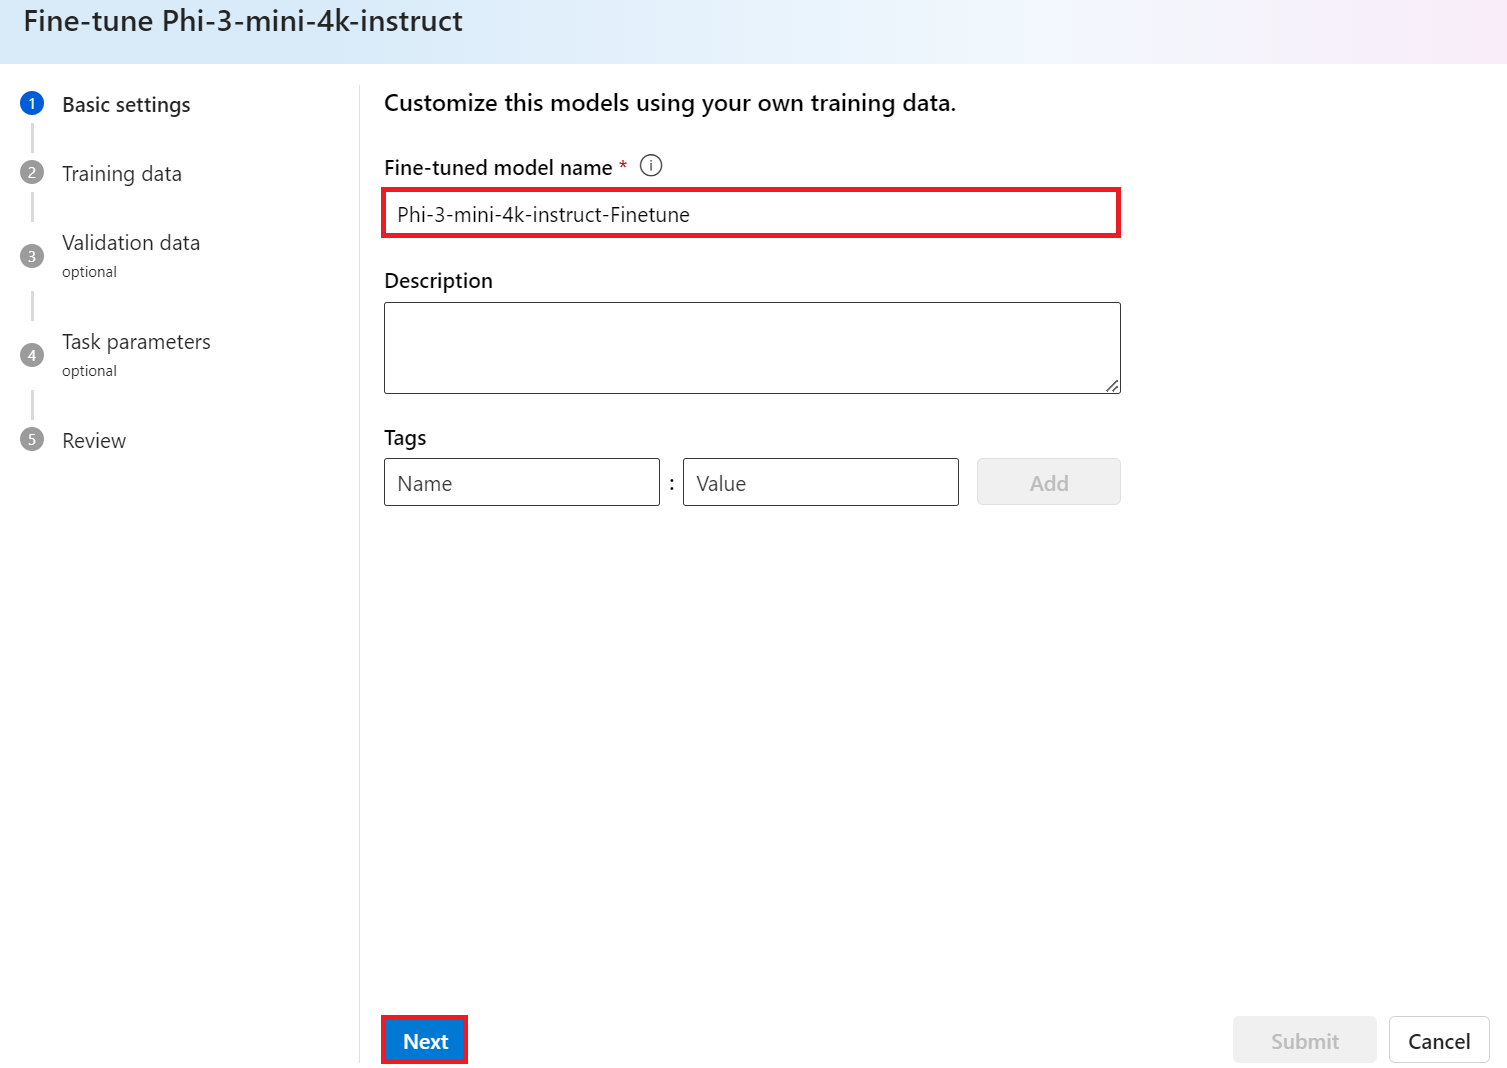 Fine-tune Phi-3-mini-4k-instruct
1 Basic settings
2 Training data
3 Validation data
optional
4 Task parameters
optional
5 Review
Customize this models using your own training data.
Fine-tuned model name *
Phi-3-mini-4k-instruct-Finetune
Description
Tags
Name : Value Add
Next Submit Cancel